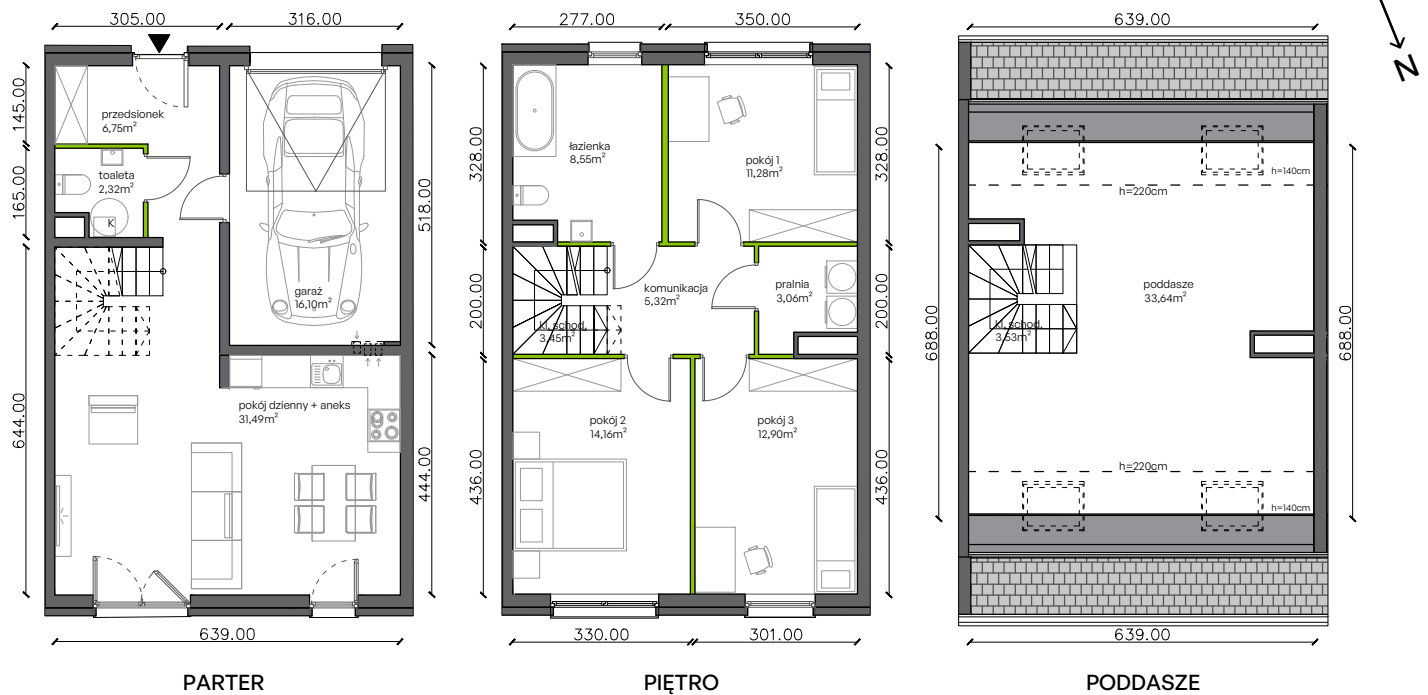 305.00
316.00
145.00
165.00
644.00
518.00
444.00
przedsionek
6,75m²
toaleta
2,32m²
K
garaż
16,10m²
pokój dzienny + aneks
31,49m²
639.00
PARTER
277.00
350.00
328.00
200.00
436.00
328.00
200.00
436.00
łazienka
8,55m²
pokój 1
11,28m²
komunikacja
5,32m²
pralnia
3,06m²
kl. schod.
3,45m²
pokój 2
14,16m²
pokój 3
12,90m²
330.00
301.00
PIĘTRO
639.00
N
688.00
688.00
h=140cm
h=220cm
poddasze
33,64m²
kl. schod.
3,53m²
h=220cm
h=140cm
639.00
PODDASZE